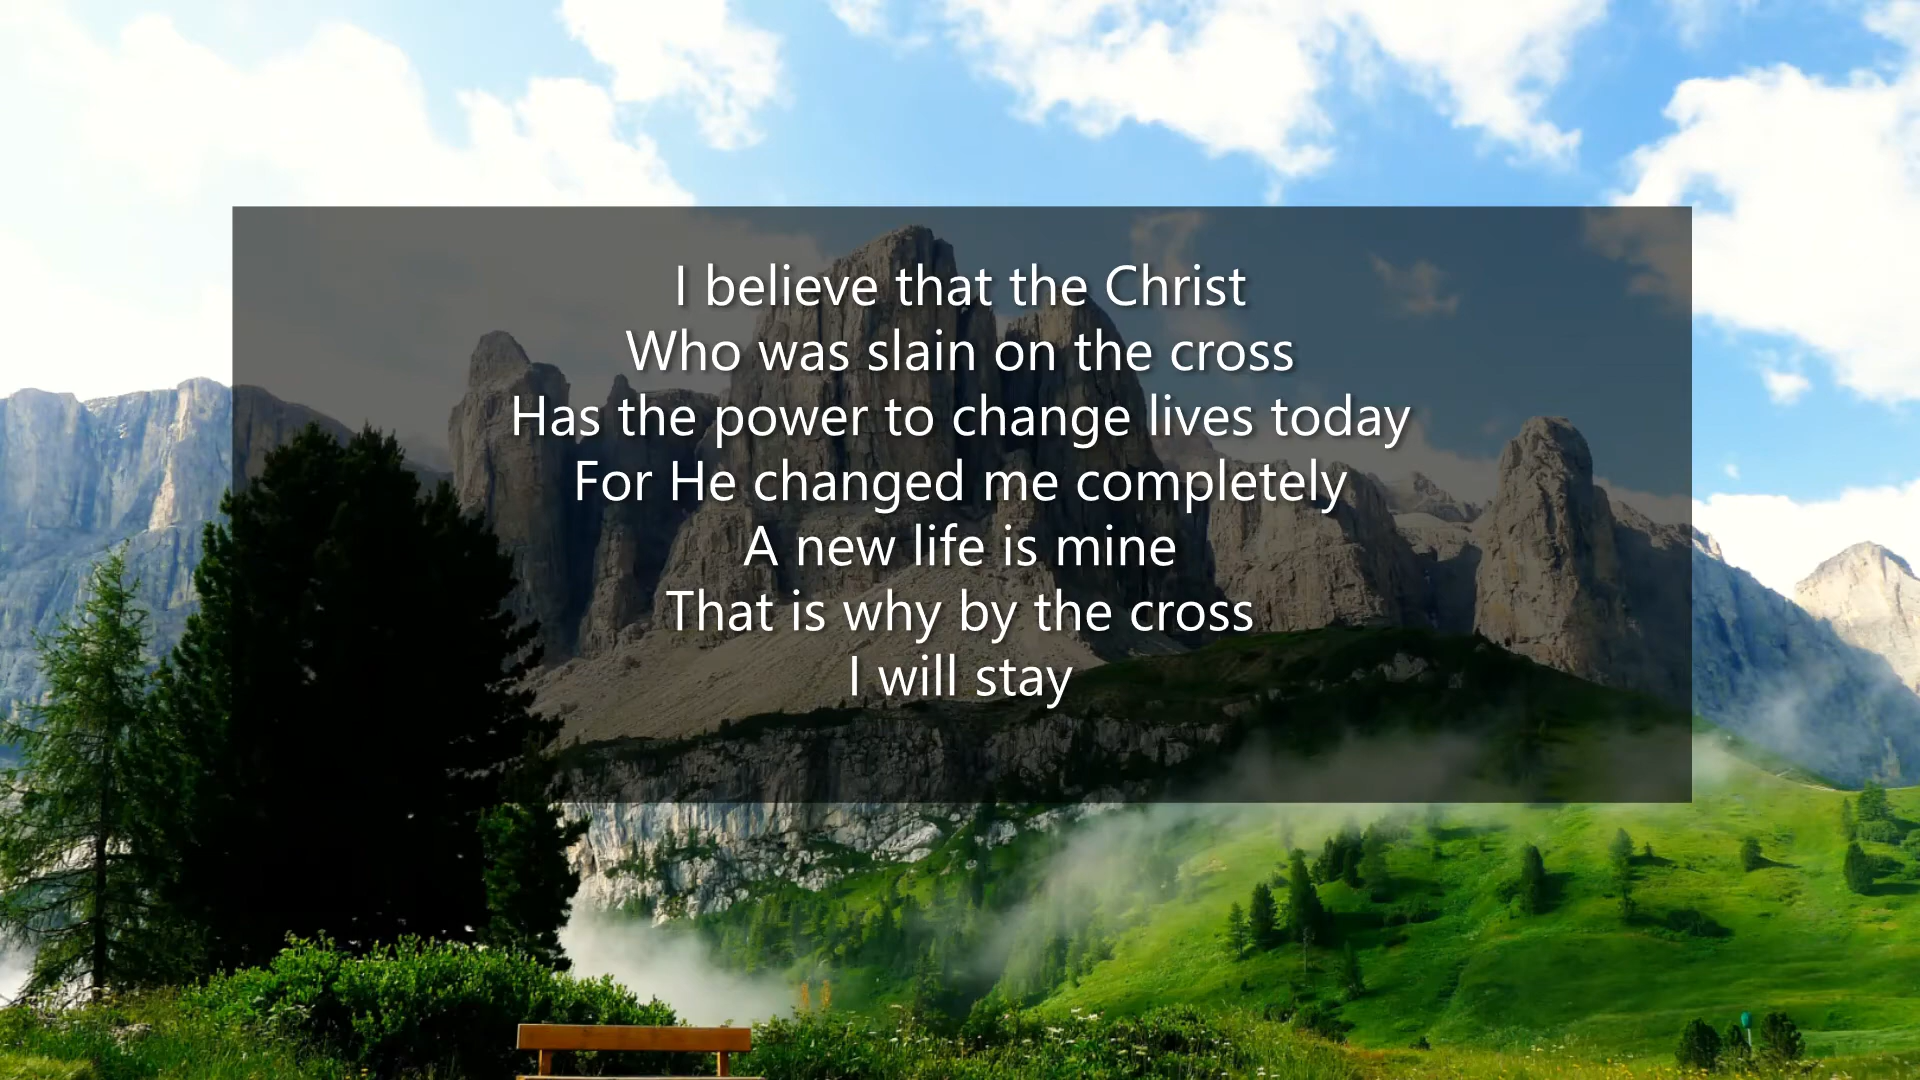 I believe that the Christ
Who was slain on the cross
Has the power to change lives today
For He changed me completely
A new life is mine
That is why by the cross
I will stay